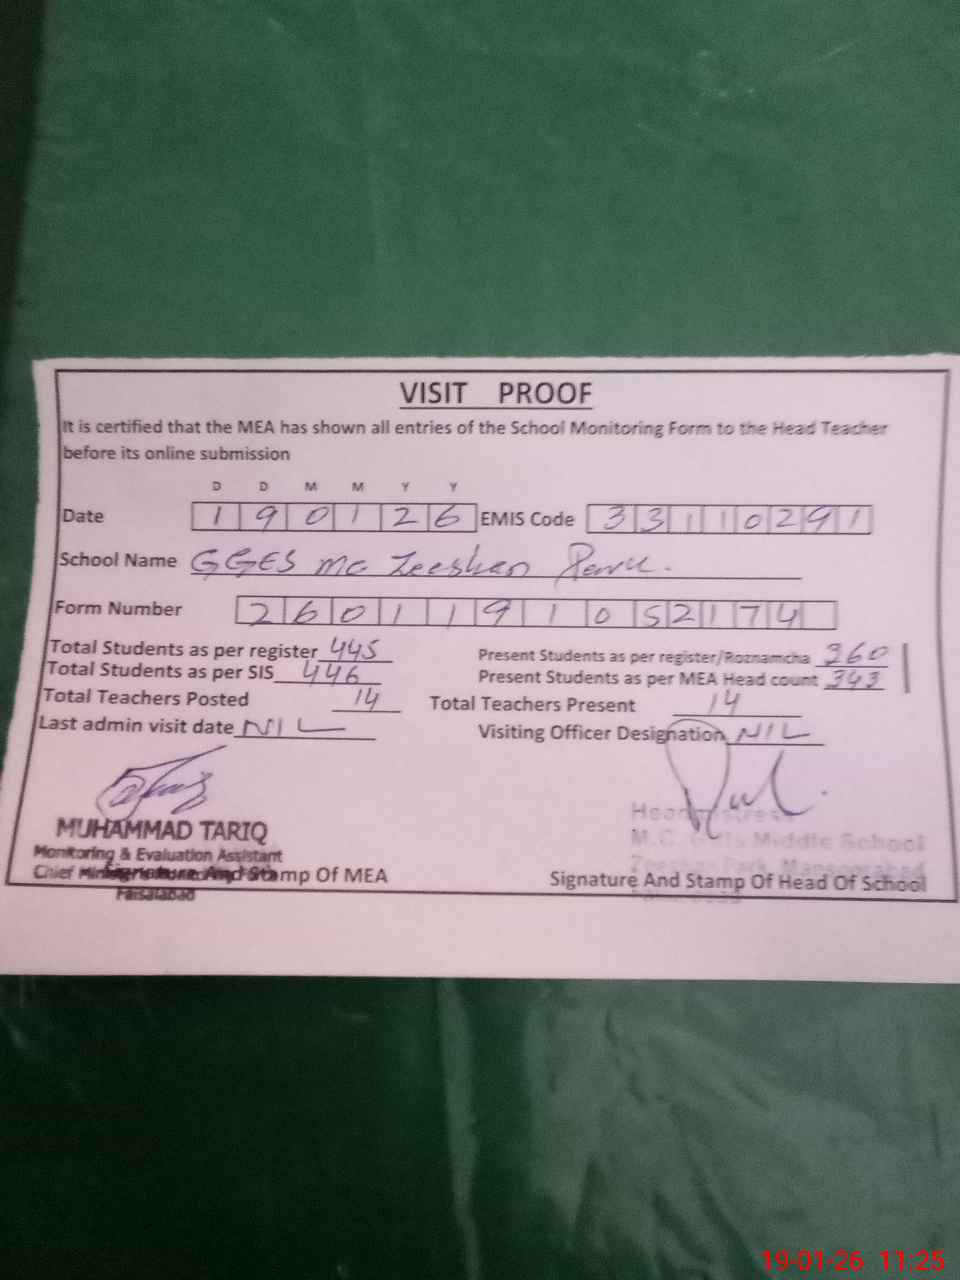 VISIT PROOF
It is certified that the MEA has shown all entries of the School Monitoring Form to the Head Teacher
before its online submission
D D M M Y Y
Date 1 9 0 1 2 6 EMIS Code 3 3 1 1 0 2 9 1
School Name GGES MC Zeeshan Park.
Form Number 2 6 0 1 1 9 1 0 5 2 1 7 4
Total Students as per register 445 Present Students as per register/Roznamcha 360
Total Students as per SIS 446 Present Students as per MEA Head count 343
Total Teachers Posted 14 Total Teachers Present 14
Last admin visit date NIL Visiting Officer Designation NIL
MUHAMMAD TARIQ
Monitoring & Evaluation Assistant
Chief
Signature And Stamp Of MEA
Faisalabad
Headmistress
M.C. Girls Middle School
Signature And Stamp Of Head Of School
19-01-26 11:25